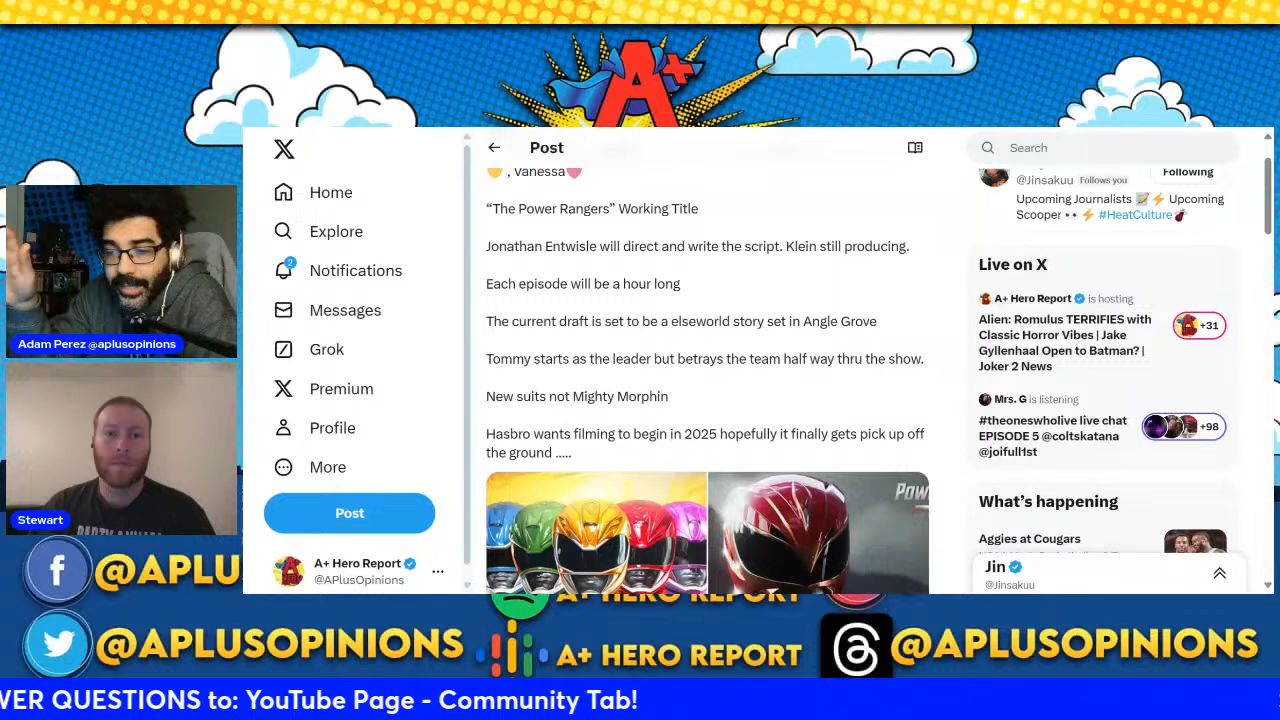 A+
Home
Explore
2
Notifications
Messages
Grok
Premium
Profile
More
Post
A+ Hero Report
@APlusOpinions
Post
, Vanessa
“The Power Rangers” Working Title
Jonathan Entwisle will direct and write the script. Klein still producing.
Each episode will be a hour long
The current draft is set to be a elseworld story set in Angle Grove
Tommy starts as the leader but betrays the team half way thru the show.
New suits not Mighty Morphin
Hasbro wants filming to begin in 2025 hopefully it finally gets pick up off
the ground .....
Search
@Jinsakuu Follows you
Following
Upcoming Journalists Upcoming
Scooper #HeatCulture
Live on X
A+ Hero Report is hosting
Alien: Romulus TERRIFIES with
Classic Horror Vibes | Jake
Gyllenhaal Open to Batman? |
Joker 2 News
+31
Mrs. G is listening
#theoneswholive live chat
EPISODE 5 @coltskatana
@joifull1st
+98
What’s happening
Aggies at Cougars
Jin
@Jinsakuu
Adam Perez @aplusopinions
Stewart
@APLU
A+ HERO REPORT
@APLUSOPINIONS
A+ HERO REPORT
@APLUSOPINIONS
WER QUESTIONS to: YouTube Page - Community Tab!